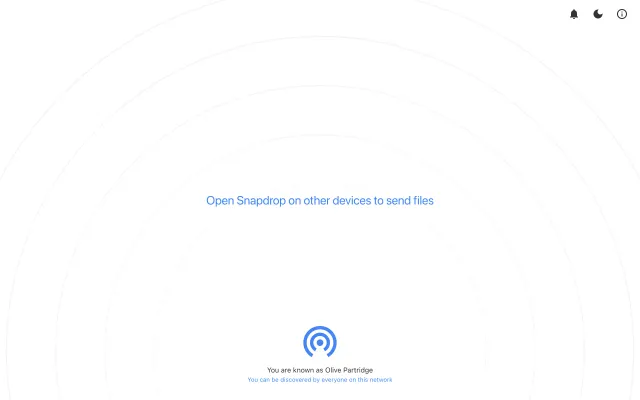 Open Snapdrop on other devices to send files
You are known as Olive Partridge
You can be discovered by everyone on this network